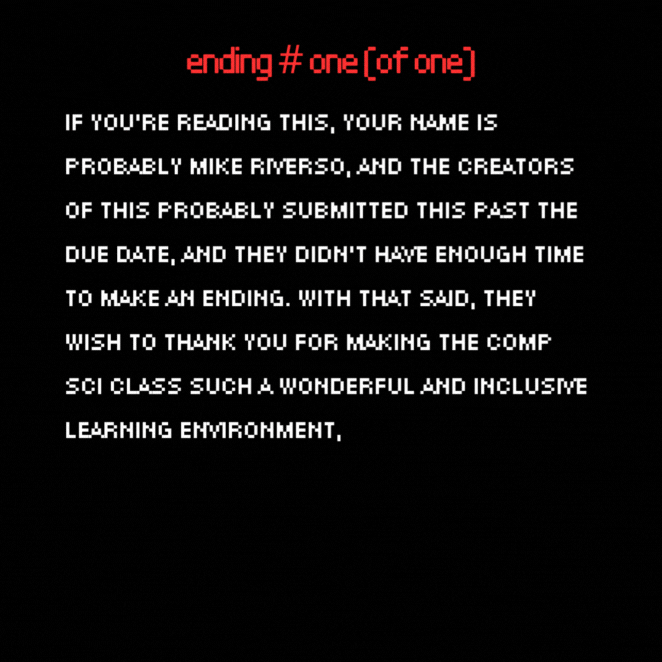 ending # one (of one)
IF YOU'RE READING THIS, YOUR NAME IS
PROBABLY MIKE RIVERSO, AND THE CREATORS
OF THIS PROBABLY SUBMITTED THIS PAST THE
DUE DATE, AND THEY DIDN'T HAVE ENOUGH TIME
TO MAKE AN ENDING. WITH THAT SAID, THEY
WISH TO THANK YOU FOR MAKING THE COMP
SCI CLASS SUCH A WONDERFUL AND INCLUSIVE
LEARNING ENVIRONMENT,